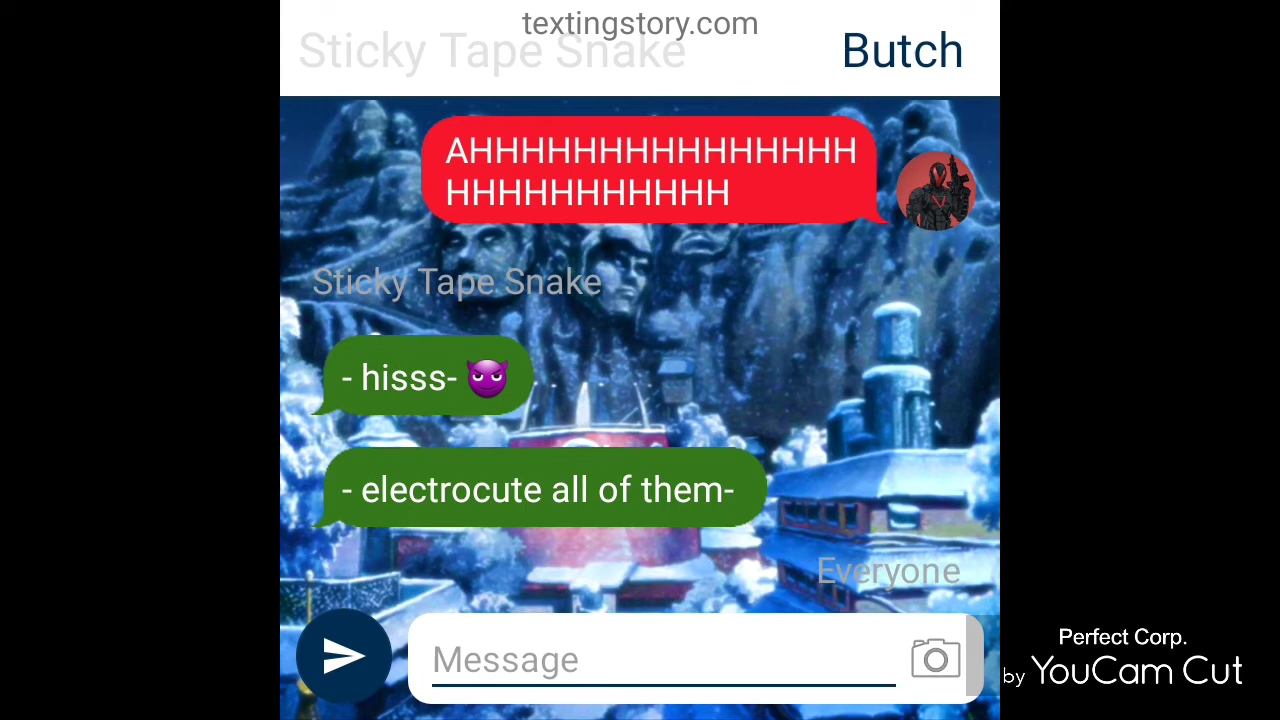 textingstory.com
Sticky Tape Snake
Butch
AHHHHHHHHHHHHHHH
HHHHHHHHHHH
Sticky Tape Snake
- hisss- 😈
- electrocute all of them-
Everyone
Message
Perfect Corp.
by YouCam Cut